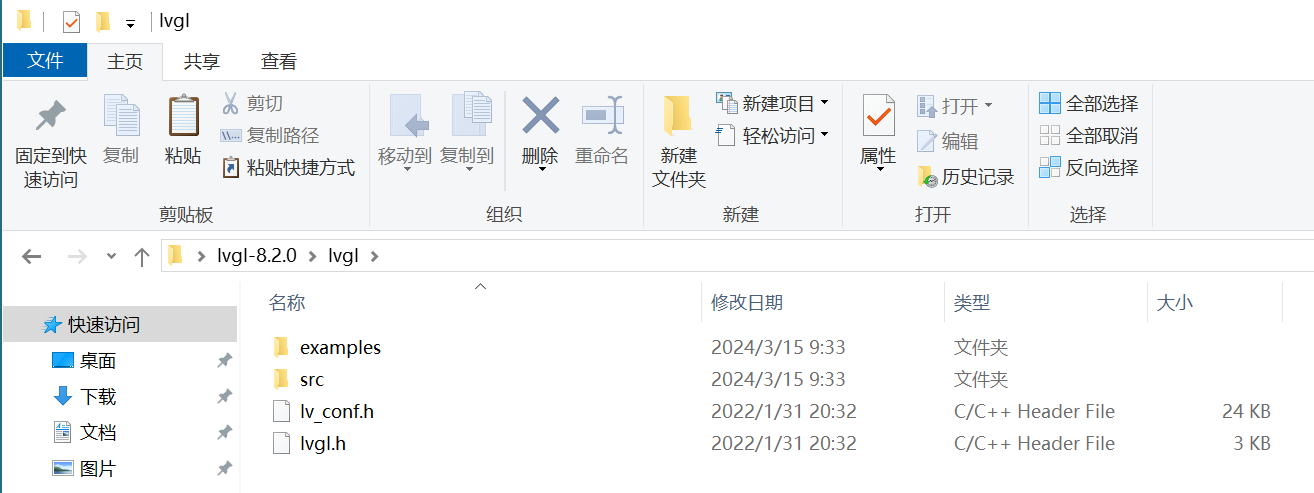 lvgl
文件 主页 共享 查看
固定到快速访问
复制
粘贴
剪切
复制路径
粘贴快捷方式
剪贴板
移动到
复制到
删除
重命名
组织
新建
文件夹
新建项目
轻松访问
新建
属性
打开
编辑
历史记录
打开
全部选择
全部取消
反向选择
选择
lvgl-8.2.0 lvgl
快速访问
桌面
下载
文档
图片
名称 修改日期 类型 大小
examples 2024/3/15 9:33 文件夹
src 2024/3/15 9:33 文件夹
lv_conf.h 2022/1/31 20:32 C/C++ Header File 24 KB
lvgl.h 2022/1/31 20:32 C/C++ Header File 3 KB